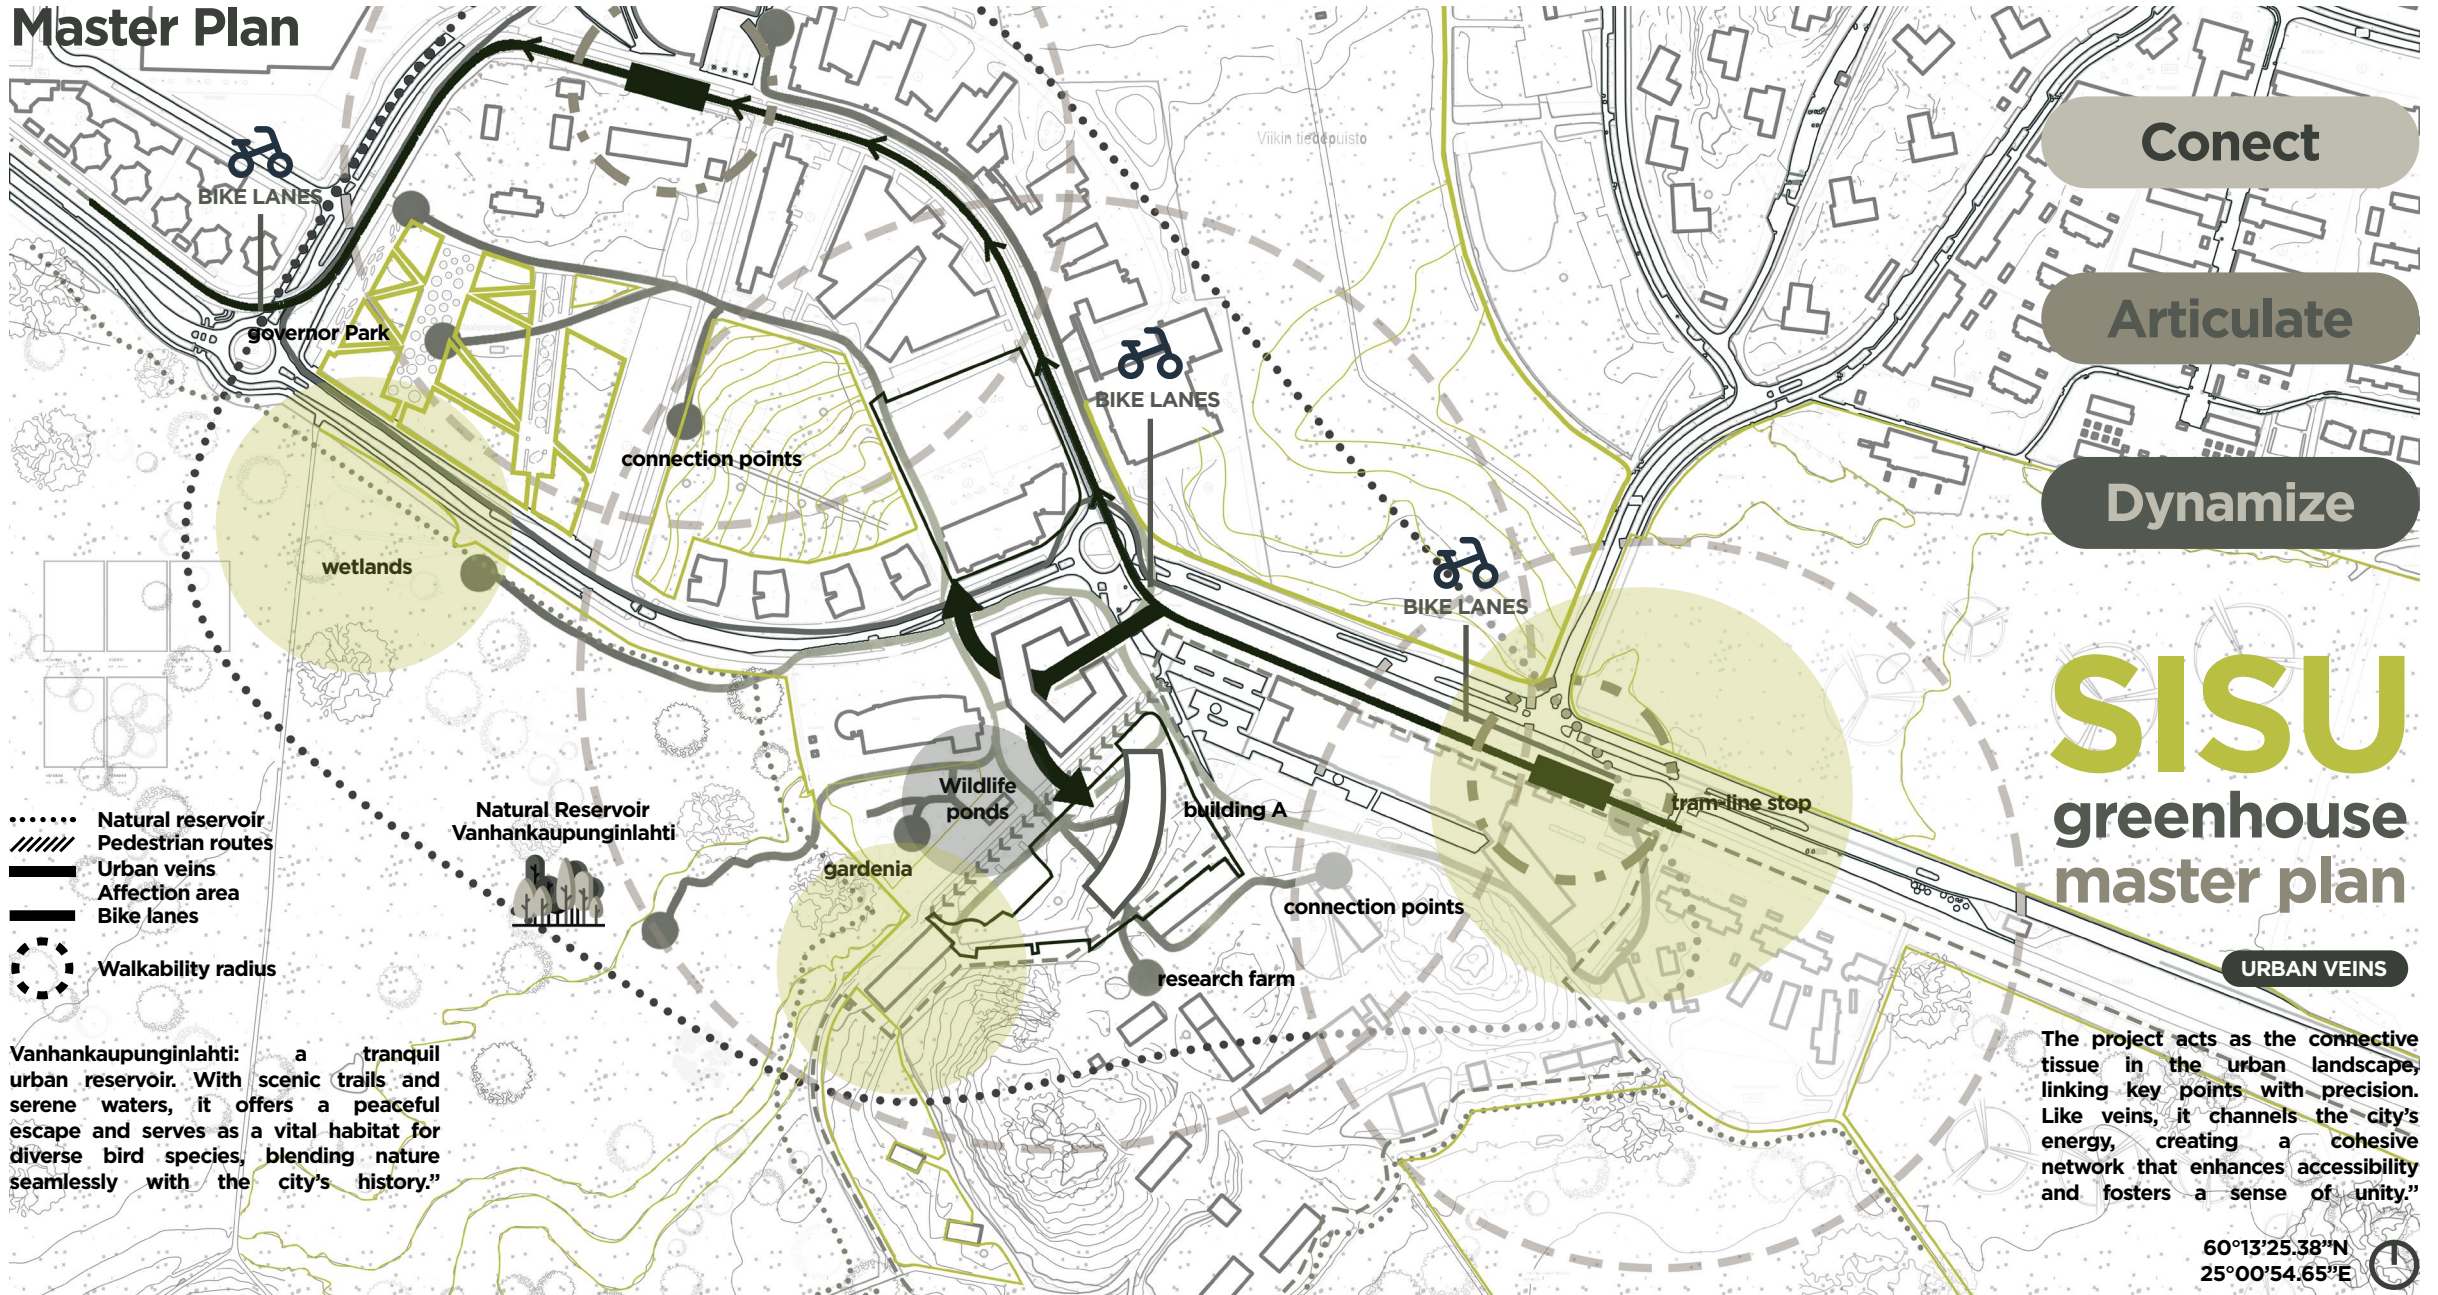 Master Plan
BIKE LANES
governor Park
connection points
wetlands
Viikin tiedepuisto
BIKE LANES
BIKE LANES
Conect
Articulate
Dynamize
SISU
greenhouse
master plan
URBAN VEINS
Wildlife
ponds
building A
tram-line stop
gardenia
connection points
research farm
Natural Reservoir
Vanhankaupunginlahti
Natural reservoir
Pedestrian routes
Urban veins
Affection area
Bike lanes
Walkability radius
Vanhankaupunginlahti: a tranquil
urban reservoir. With scenic trails and
serene waters, it offers a peaceful
escape and serves as a vital habitat for
diverse bird species, blending nature
seamlessly with the city’s history.”
The project acts as the connective
tissue in the urban landscape,
linking key points with precision.
Like veins, it channels the city’s
energy, creating a cohesive
network that enhances accessibility
and fosters a sense of unity.”
60°13’25.38”N
25°00’54.65”E